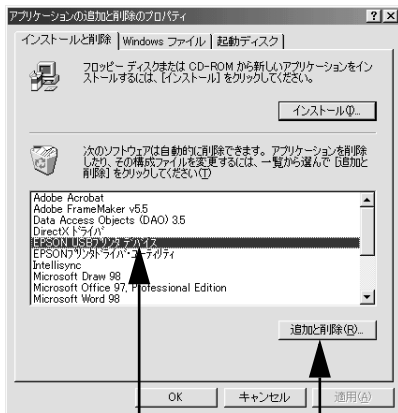 アプリケーションの追加と削除のプロパティ
インストールと削除 Windows ファイル 起動ディスク
フロッピー ディスクまたは CD-ROM から新しいアプリケーションをイン
ストールするには、[インストール] をクリックしてください。
インストール(I)...
次のソフトウェアは自動的に削除できます。アプリケーションを削除
したり、その構成ファイルを変更するには、一覧から選んで [追加と
削除] をクリックしてください(T)
Adobe Acrobat
Adobe FrameMaker v5.5
Data Access Objects (DAO) 3.5
DirectX ドライバ
EPSON USBプリンタ デバイス
EPSONプリンタドライバ・ユーティリティ
Intellisync
Microsoft Draw 98
Microsoft Office 97, Professional Edition
Microsoft Word 98
追加と削除(R)...
OK キャンセル 適用(A)